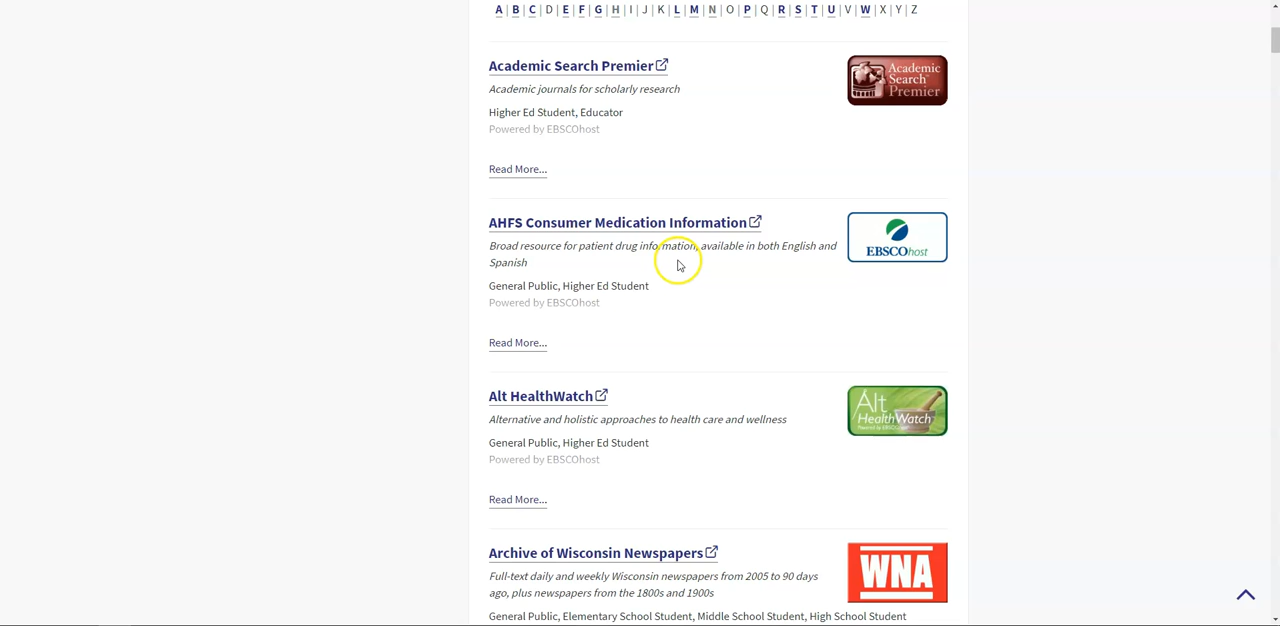 A | B | C | D | E | F | G | H | I | J | K | L | M | N | O | P | Q | R | S | T | U | V | W | X | Y | Z
Academic Search Premier
Academic Search Premier
Academic journals for scholarly research
Higher Ed Student, Educator
Powered by EBSCOhost
Read More...
AHFS Consumer Medication Information
EBSCOhost
Broad resource for patient drug information, available in both English and
Spanish
General Public, Higher Ed Student
Powered by EBSCOhost
Read More...
Alt HealthWatch
Alt HealthWatch
Powered by EBSCO
Alternative and holistic approaches to health care and wellness
General Public, Higher Ed Student
Powered by EBSCOhost
Read More...
Archive of Wisconsin Newspapers
WNA
Full-text daily and weekly Wisconsin newspapers from 2005 to 90 days
ago, plus newspapers from the 1800s and 1900s
General Public, Elementary School Student, Middle School Student, High School Student